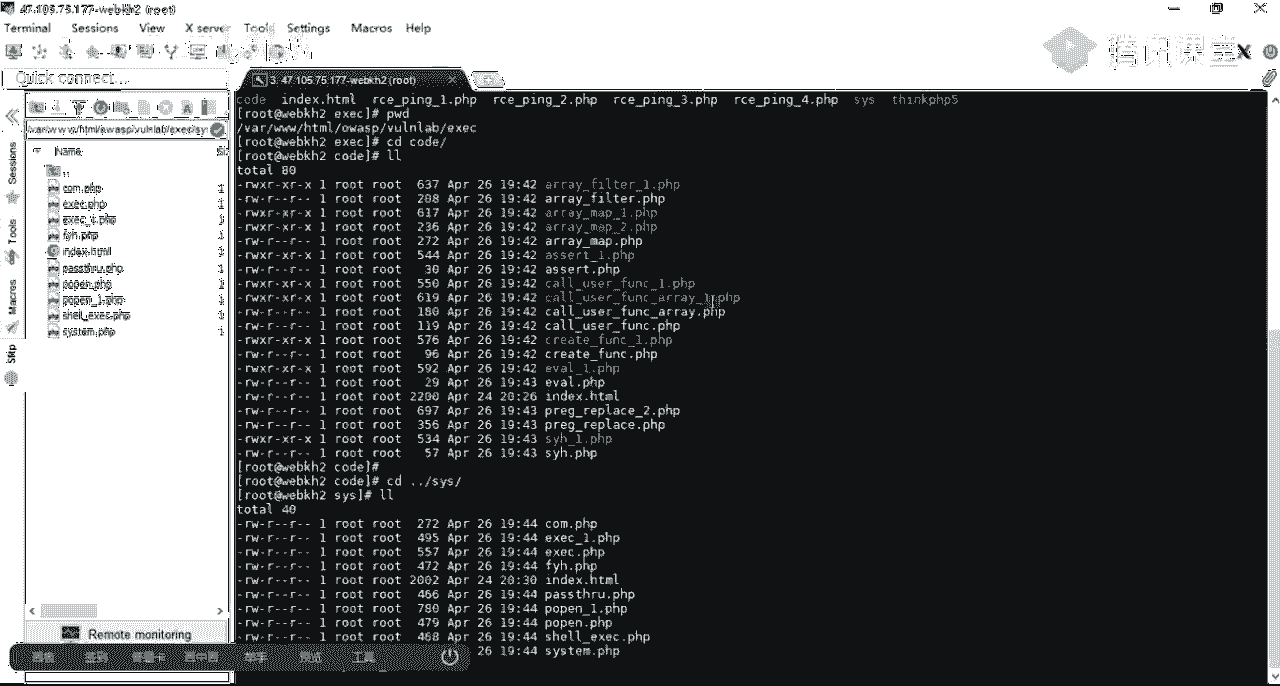 47.105.75.177-webkh2 (root)
Terminal Sessions View X server Tools Settings Macros Help
腾讯课堂
Quick connect...
3. 47.105.75.177-webkh2 (root)
/var/www/html/owasp/vulnlab/exec/sys
Name
..
com.php
exec.php
exec_1.php
fyh.php
index.html
passthru.php
popen.php
popen_1.php
shell_exec.php
system.php
Sessions
Tools
Macros
Sftp
Remote monitoring
code index.html rce_ping_1.php rce_ping_2.php rce_ping_3.php rce_ping_4.php sys thinkphp5
[root@webkh2 exec]# pwd
/var/www/html/owasp/vulnlab/exec
[root@webkh2 exec]# cd code/
[root@webkh2 code]# ll
total 80
-rwxr-xr-x 1 root root 637 Apr 26 19:42 array_filter_1.php
-rw-r--r-- 1 root root 208 Apr 26 19:42 array_filter.php
-rwxr-xr-x 1 root root 617 Apr 26 19:42 array_map_1.php
-rwxr-xr-x 1 root root 236 Apr 26 19:42 array_map_2.php
-rw-r--r-- 1 root root 272 Apr 26 19:42 array_map.php
-rwxr-xr-x 1 root root 544 Apr 26 19:42 assert_1.php
-rw-r--r-- 1 root root 30 Apr 26 19:42 assert.php
-rwxr-xr-x 1 root root 550 Apr 26 19:42 call_user_func_1.php
-rwxr-xr-x 1 root root 619 Apr 26 19:42 call_user_func_array_1.php
-rw-r--r-- 1 root root 180 Apr 26 19:42 call_user_func_array.php
-rw-r--r-- 1 root root 119 Apr 26 19:42 call_user_func.php
-rwxr-xr-x 1 root root 576 Apr 26 19:42 create_func_1.php
-rw-r--r-- 1 root root 96 Apr 26 19:42 create_func.php
-rwxr-xr-x 1 root root 592 Apr 26 19:42 eval_1.php
-rw-r--r-- 1 root root 29 Apr 26 19:43 eval.php
-rw-r--r-- 1 root root 2200 Apr 24 20:26 index.html
-rw-r--r-- 1 root root 697 Apr 26 19:43 preg_replace_2.php
-rw-r--r-- 1 root root 356 Apr 26 19:43 preg_replace.php
-rwxr-xr-x 1 root root 534 Apr 26 19:43 syh_1.php
-rw-r--r-- 1 root root 57 Apr 26 19:43 syh.php
[root@webkh2 code]#
[root@webkh2 code]# cd ../sys/
[root@webkh2 sys]# ll
total 40
-rw-r--r-- 1 root root 272 Apr 26 19:44 com.php
-rw-r--r-- 1 root root 495 Apr 26 19:44 exec_1.php
-rw-r--r-- 1 root root 557 Apr 26 19:44 exec.php
-rw-r--r-- 1 root root 472 Apr 26 19:44 fyh.php
-rw-r--r-- 1 root root 2002 Apr 24 20:30 index.html
-rw-r--r-- 1 root root 466 Apr 26 19:44 passthru.php
-rw-r--r-- 1 root root 780 Apr 26 19:44 popen_1.php
-rw-r--r-- 1 root root 479 Apr 26 19:44 popen.php
-rw-r--r-- 1 root root 468 Apr 26 19:44 shell_exec.php
26 19:44 system.php
签到 答题卡 画中画 举手 预览 工具